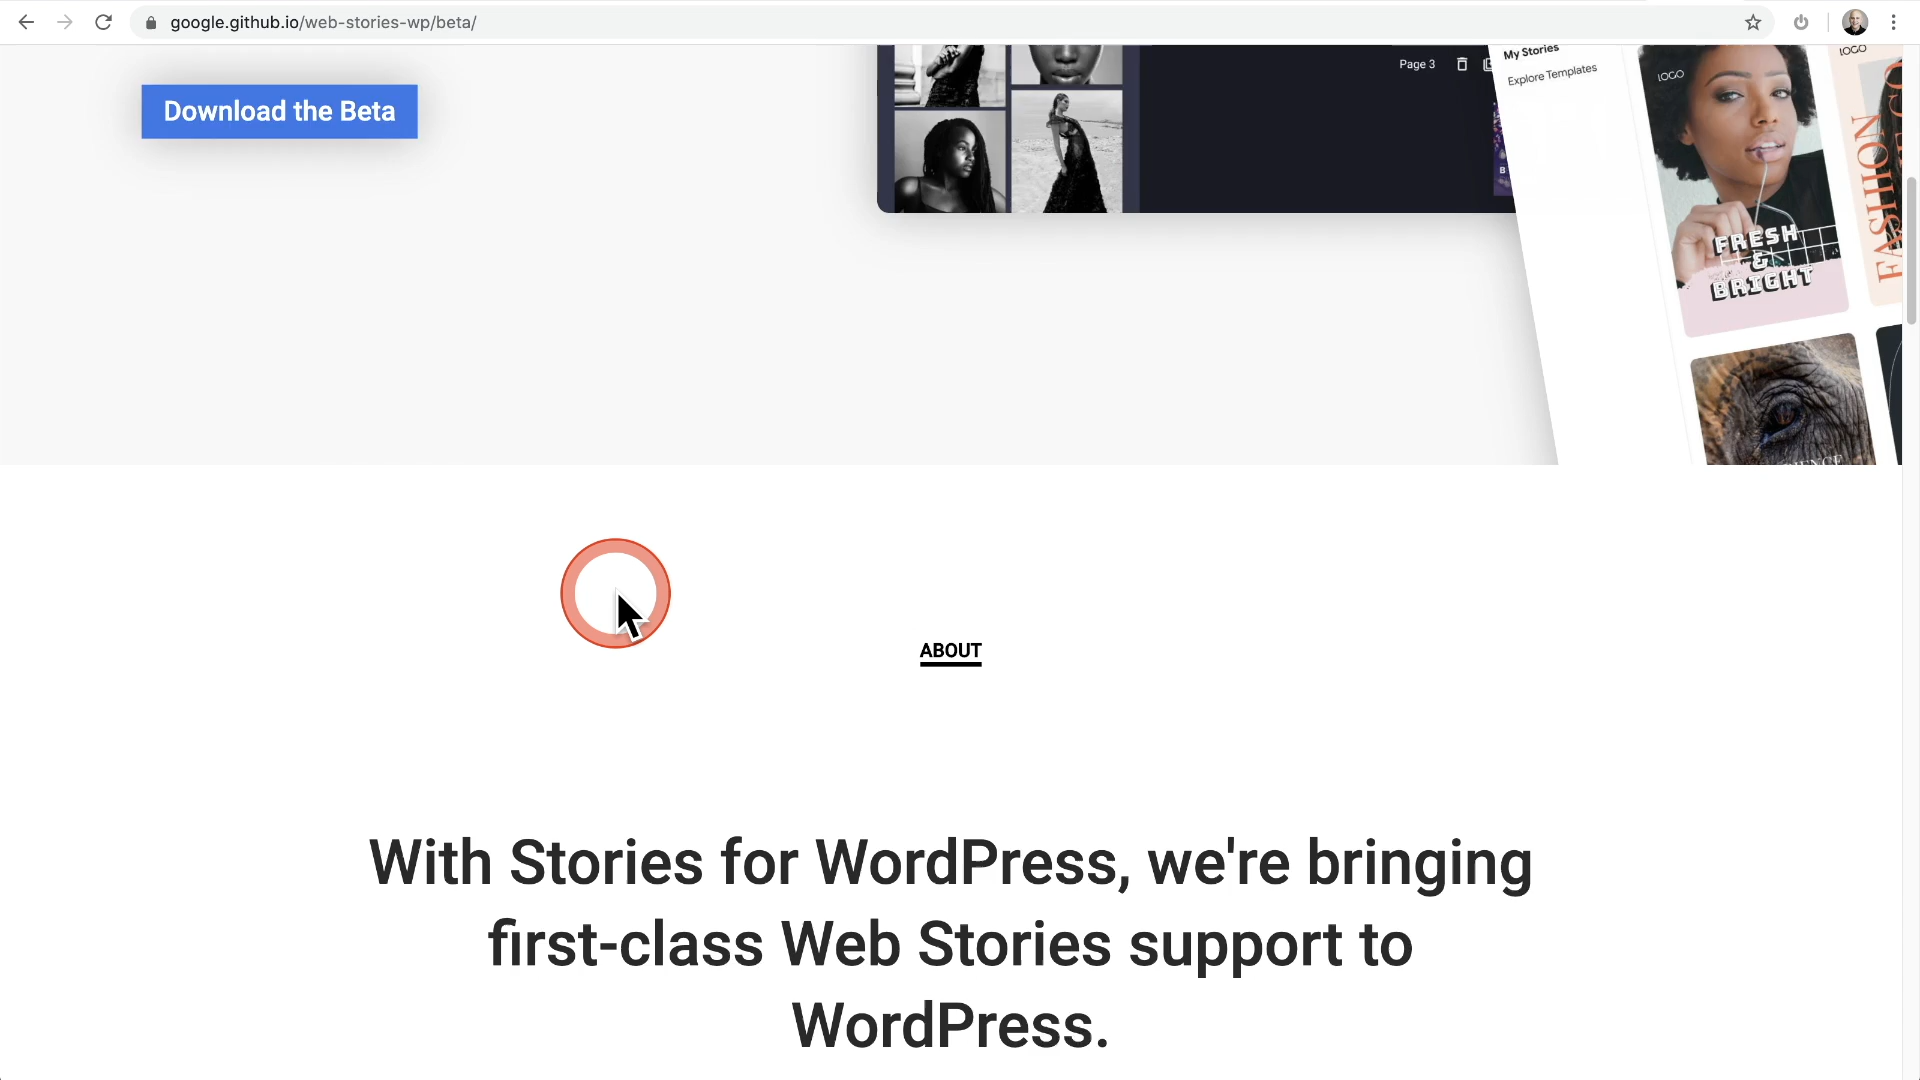 google.github.io/web-stories-wp/beta/
Download the Beta
Page 3
My Stories
Explore Templates
LOGO
LOGO
FRESH
&
BRIGHT
FASHION
ABOUT
With Stories for WordPress, we're bringing
first-class Web Stories support to
WordPress.